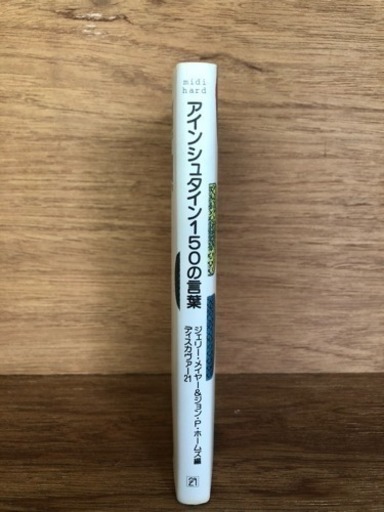 midi
hard
アインシュタイン150の言葉
ジェリー・メイヤー&ジョン・P・ホームズ編
ディスカヴァー21
21